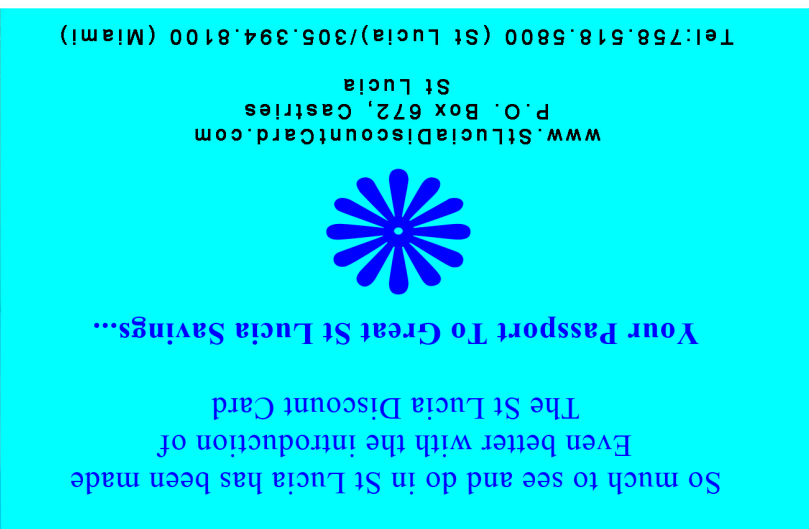 So much to see and do in St Lucia has been made
Even better with the introduction of
The St Lucia Discount Card
Your Passport To Great St Lucia Savings...
www.StLuciaDiscountCard.com
P.O. Box 672, Castries
St Lucia
Tel:758.518.5800 (St Lucia)/305.394.8100 (Miami)